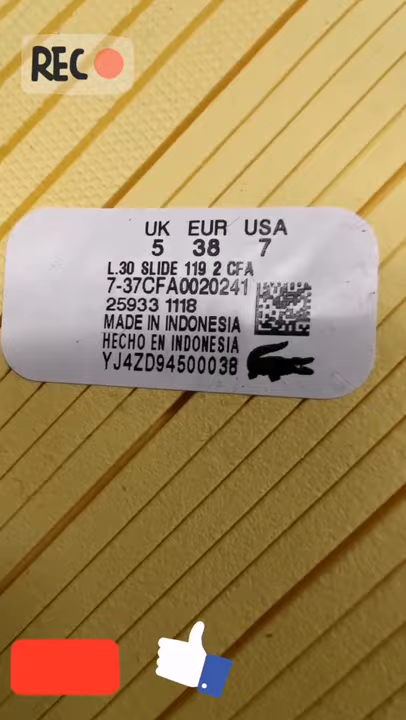 REC
UK EUR USA
5 38 7
L.30 SLIDE 119 2 CFA
7-37CFA0020241
25933 1118
MADE IN INDONESIA
HECHO EN INDONESIA
YJ4ZD94500038